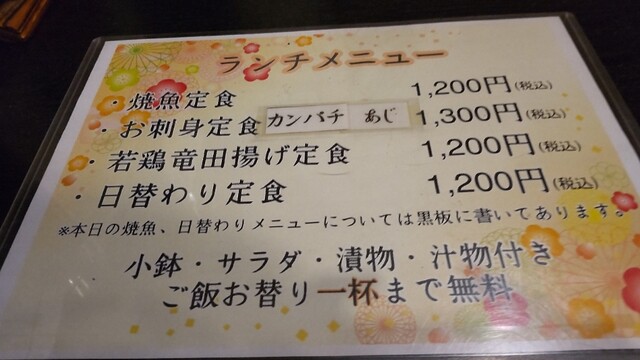 ランチメニュー
・焼魚定食 1,200円(税込)
・お刺身定食 カンパチ あじ 1,300円(税込)
・若鶏竜田揚げ定食 1,200円(税込)
・日替わり定食 1,200円(税込)
※本日の焼魚、日替わりメニューについては黒板に書いてあります。
小鉢・サラダ・漬物・汁物付き
ご飯お替り一杯まで無料